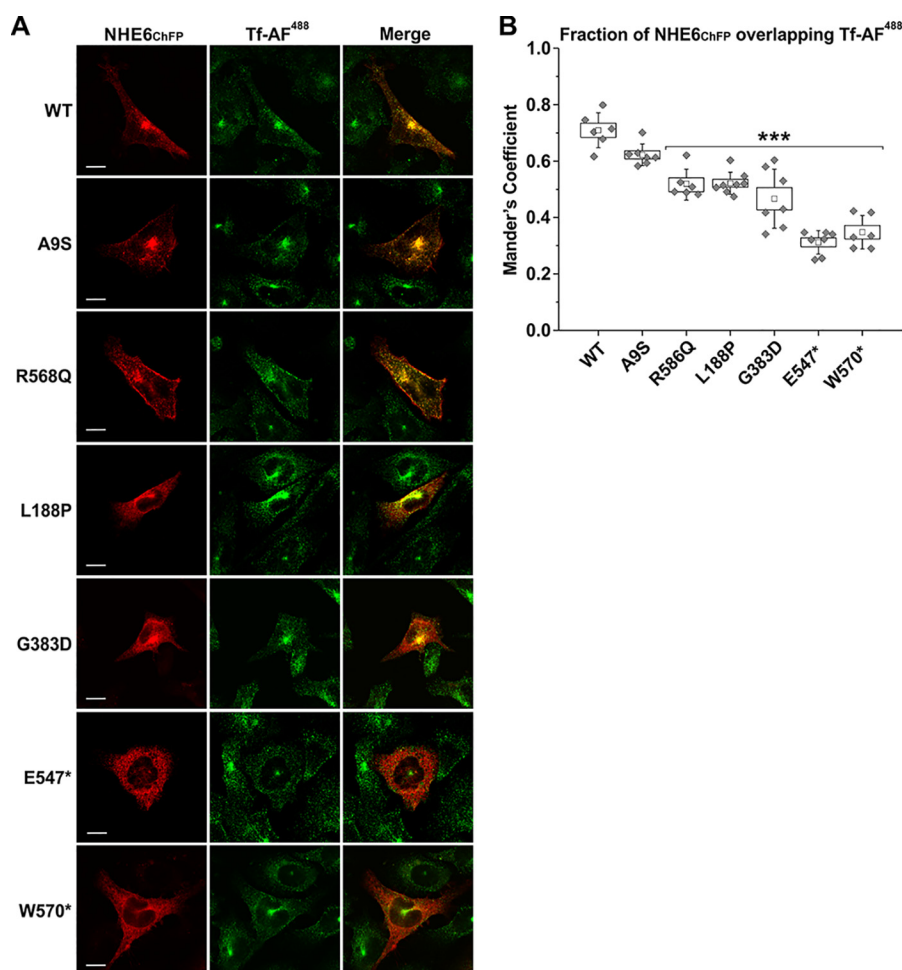 A
NHE6ChFP Tf-AF488 Merge
WT
A9S
R568Q
L188P
G383D
E547*
W570*
B
Fraction of NHE6ChFP overlapping Tf-AF488
Mander's Coefficient
1.0
0.8
0.6
0.4
0.2
0.0
***
WT A9S R586Q L188P G383D E547* W570*